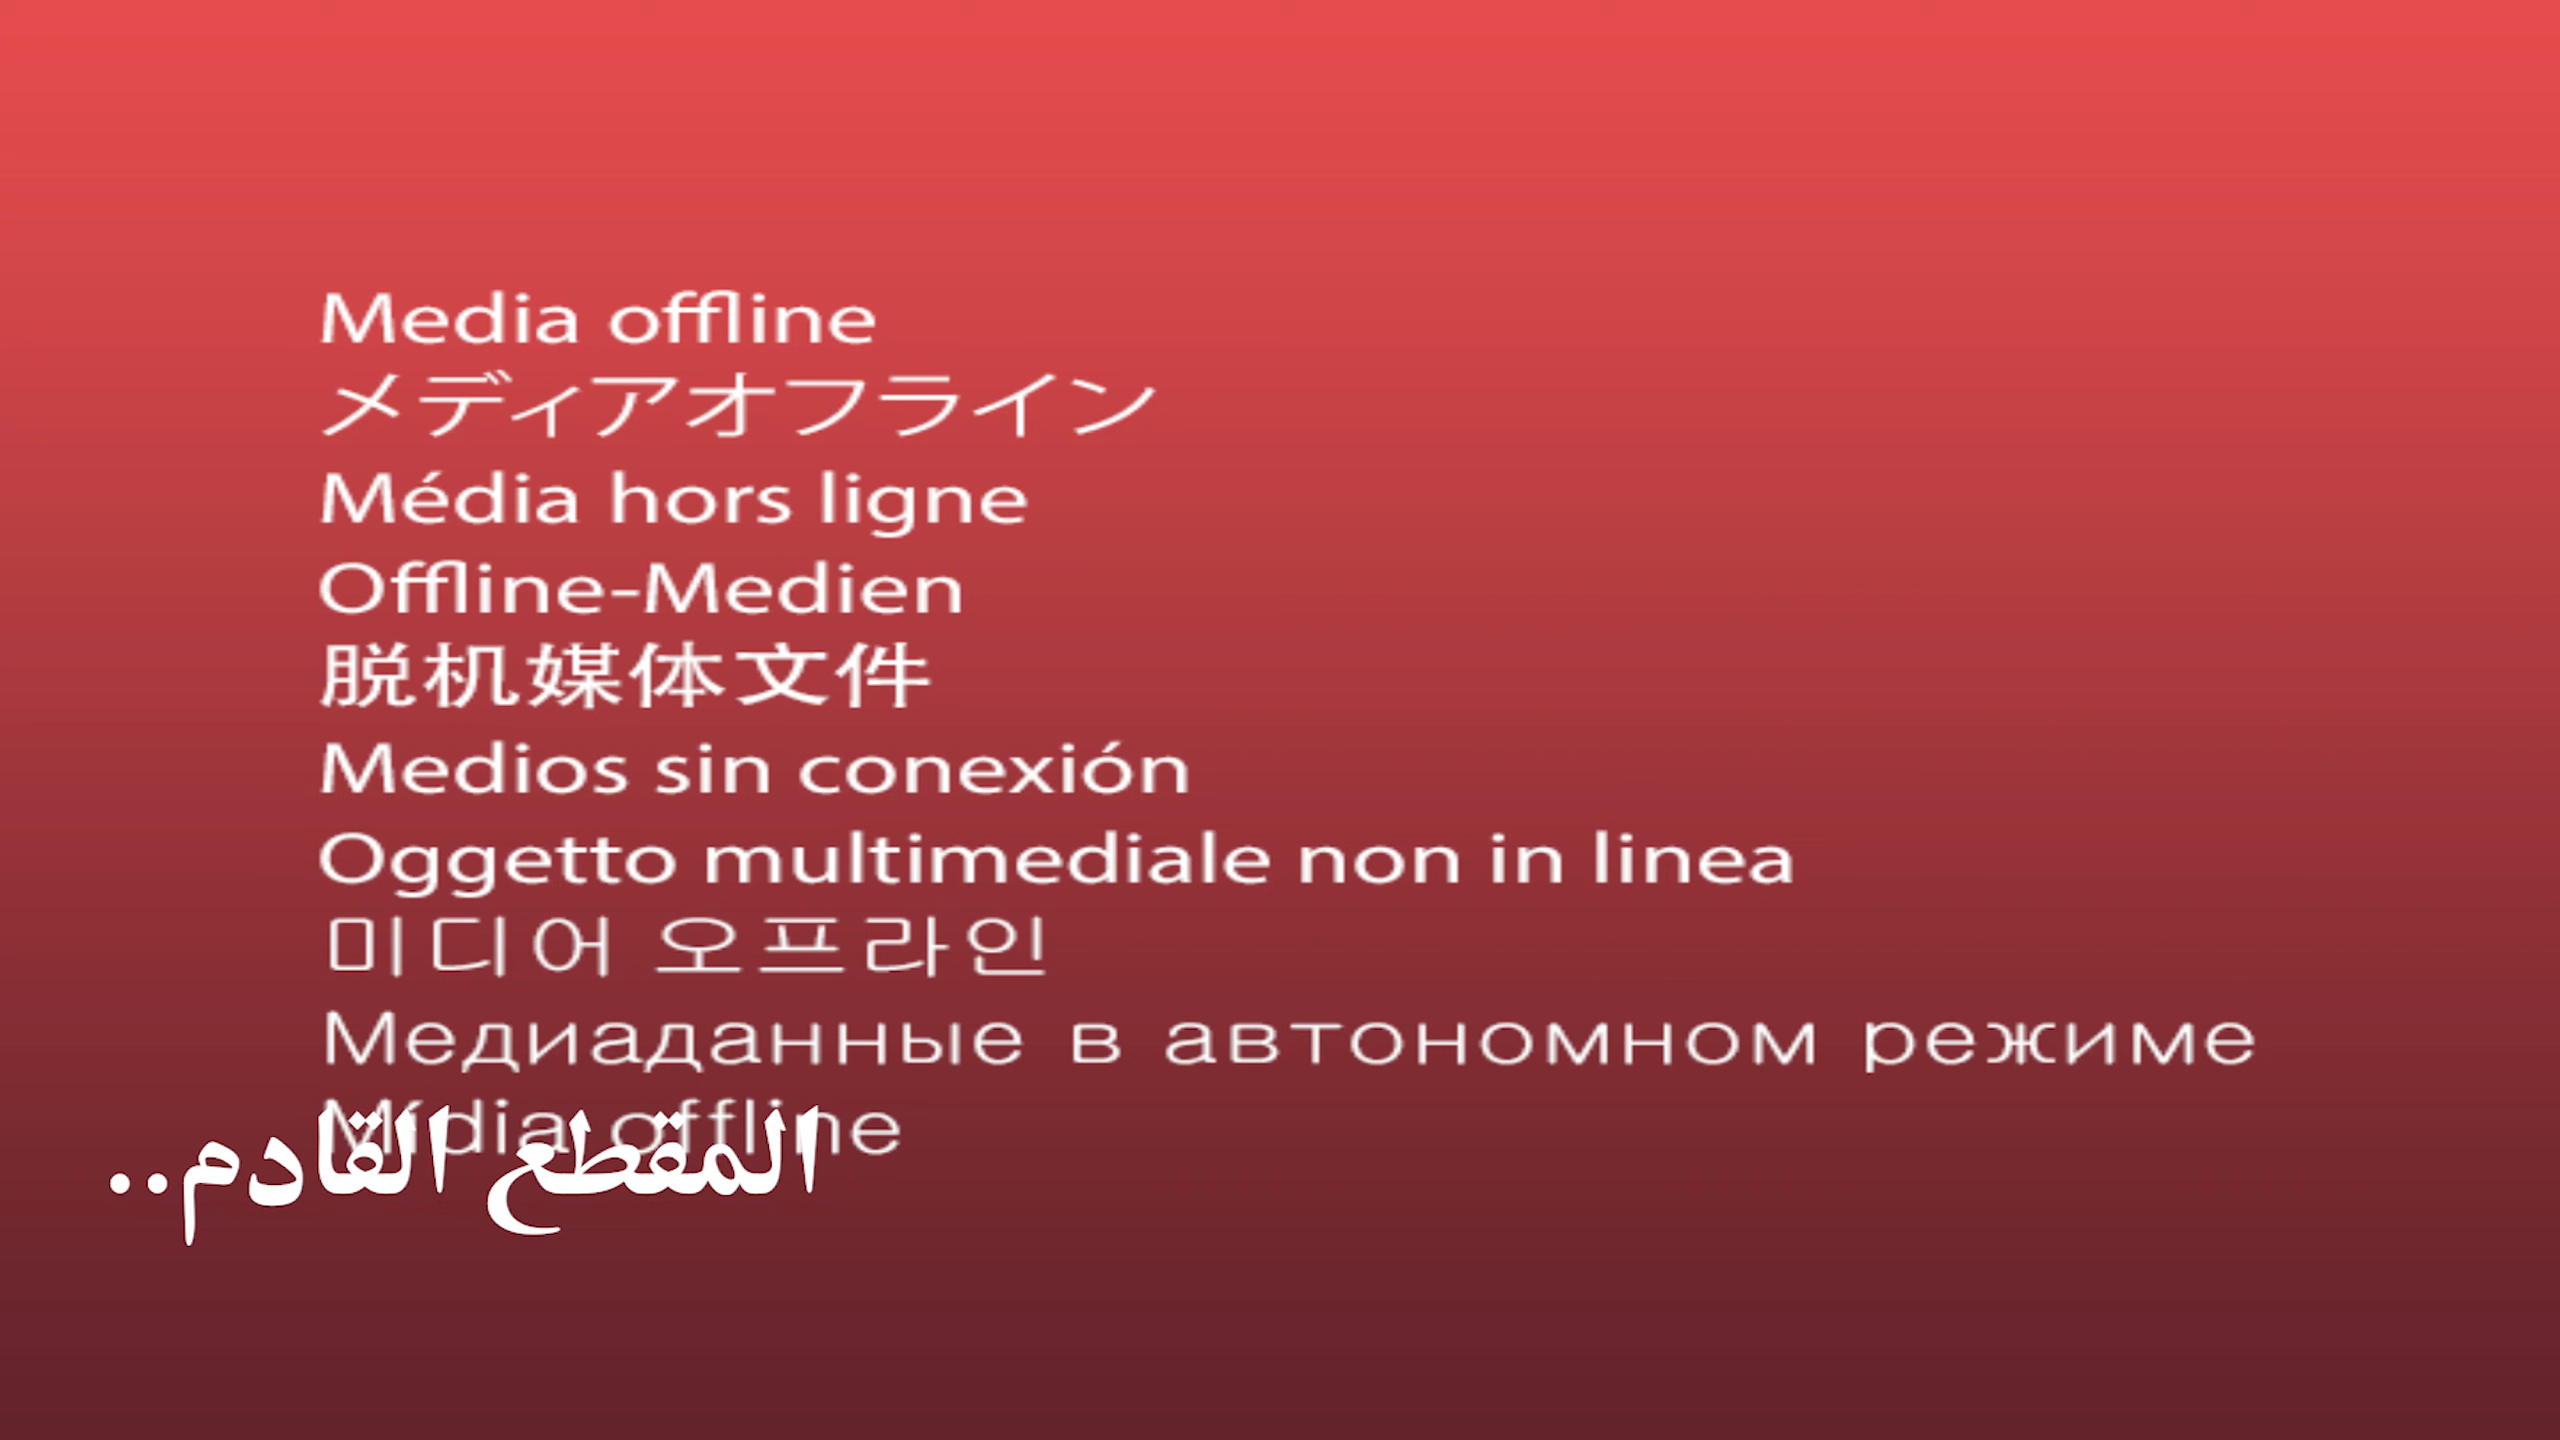 Media offline
メディアオフライン
Média hors ligne
Offline-Medien
脱机媒体文件
Medios sin conexión
Oggetto multimediale non in linea
미디어 오프라인
Медиаданные в автономном режиме
Mídia offline
المقطع القادم..